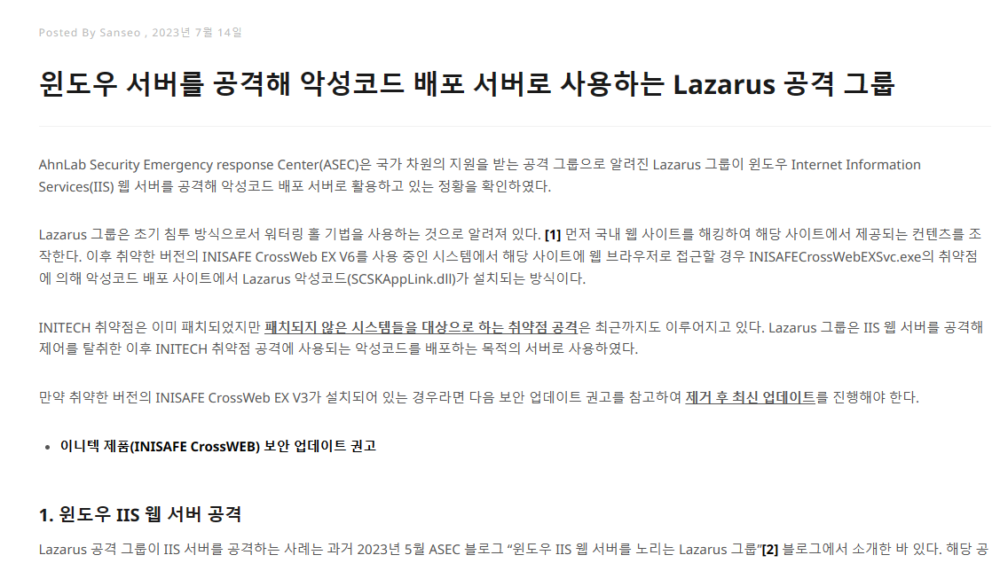 Posted By Sanseo , 2023년 7월 14일
윈도우 서버를 공격해 악성코드 배포 서버로 사용하는 Lazarus 공격 그룹
AhnLab Security Emergency response Center(ASEC)은 국가 차원의 지원을 받는 공격 그룹으로 알려진 Lazarus 그룹이 윈도우 Internet Information
Services(IIS) 웹 서버를 공격해 악성코드 배포 서버로 활용하고 있는 정황을 확인하였다.
Lazarus 그룹은 초기 침투 방식으로서 워터링 홀 기법을 사용하는 것으로 알려져 있다. [1] 먼저 국내 웹 사이트를 해킹하여 해당 사이트에서 제공되는 컨텐츠를 조
작한다. 이후 취약한 버전의 INISAFE CrossWeb EX V6를 사용 중인 시스템에서 해당 사이트에 웹 브라우저로 접근할 경우 INISAFECrossWebEXSvc.exe의 취약점
에 의해 악성코드 배포 사이트에서 Lazarus 악성코드(SCSKAppLink.dll)가 설치되는 방식이다.
INITECH 취약점은 이미 패치되었지만 패치되지 않은 시스템들을 대상으로 하는 취약점 공격은 최근까지도 이루어지고 있다. Lazarus 그룹은 IIS 웹 서버를 공격해
제어를 탈취한 이후 INITECH 취약점 공격에 사용되는 악성코드를 배포하는 목적의 서버로 사용하였다.
만약 취약한 버전의 INISAFE CrossWeb EX V3가 설치되어 있는 경우라면 다음 보안 업데이트 권고를 참고하여 제거 후 최신 업데이트를 진행해야 한다.
• 이니텍 제품(INISAFE CrossWEB) 보안 업데이트 권고
1. 윈도우 IIS 웹 서버 공격
Lazarus 공격 그룹이 IIS 서버를 공격하는 사례는 과거 2023년 5월 ASEC 블로그 “윈도우 IIS 웹 서버를 노리는 Lazarus 그룹”[2] 블로그에서 소개한 바 있다. 해당 공